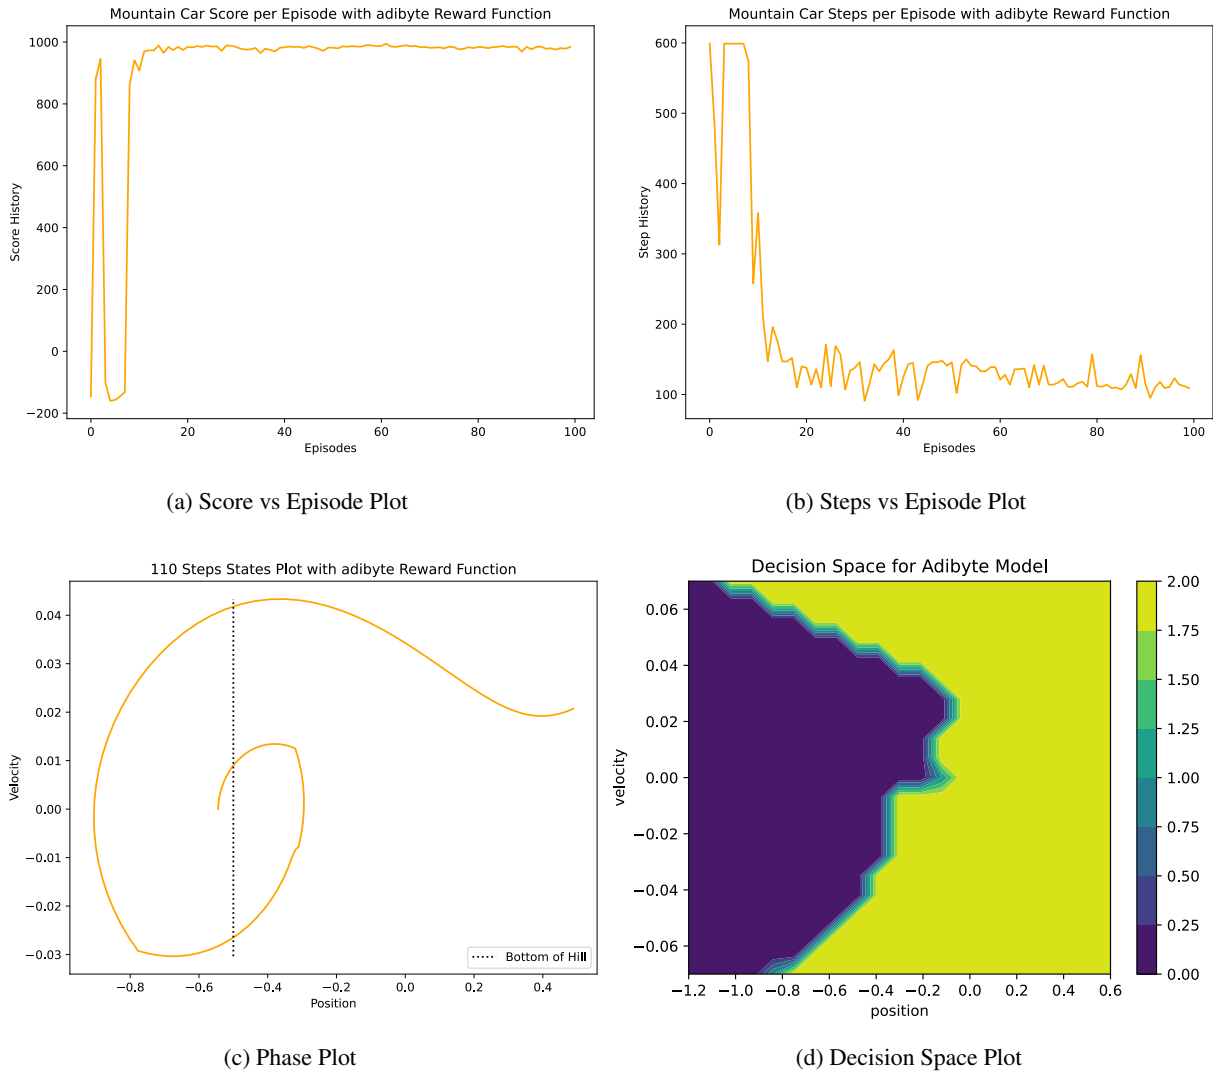 Mountain Car Score per Episode with adibyte Reward Function
1000
800
600
400
200
0
−200
Score History
0 20 40 60 80 100
Episodes
(a) Score vs Episode Plot
Mountain Car Steps per Episode with adibyte Reward Function
600
500
400
300
200
100
Step History
0 20 40 60 80 100
Episodes
(b) Steps vs Episode Plot
110 Steps States Plot with adibyte Reward Function
0.04
0.03
0.02
0.01
0.00
−0.01
−0.02
−0.03
Velocity
Bottom of Hill
−0.8 −0.6 −0.4 −0.2 0.0 0.2 0.4
Position
(c) Phase Plot
Decision Space for Adibyte Model
0.06
0.04
0.02
0.00
−0.02
−0.04
−0.06
velocity
−1.2 −1.0 −0.8 −0.6 −0.4 −0.2 0.0 0.2 0.4 0.6
position
2.00
1.75
1.50
1.25
1.00
0.75
0.50
0.25
0.00
(d) Decision Space Plot